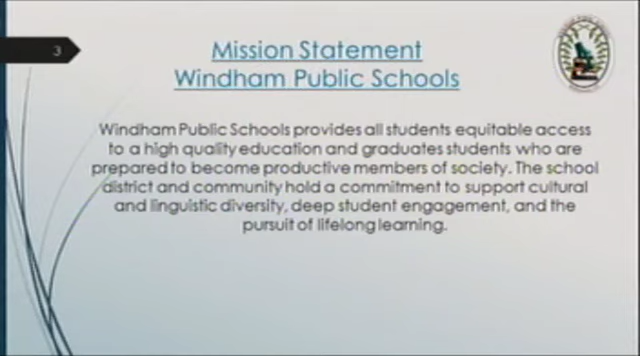 3
Mission Statement
Windham Public Schools
Windham Public Schools provides all students equitable access
to a high quality education and graduates students who are
prepared to become productive members of society. The school
district and community hold a commitment to support cultural
and linguistic diversity, deep student engagement, and the
pursuit of lifelong learning.